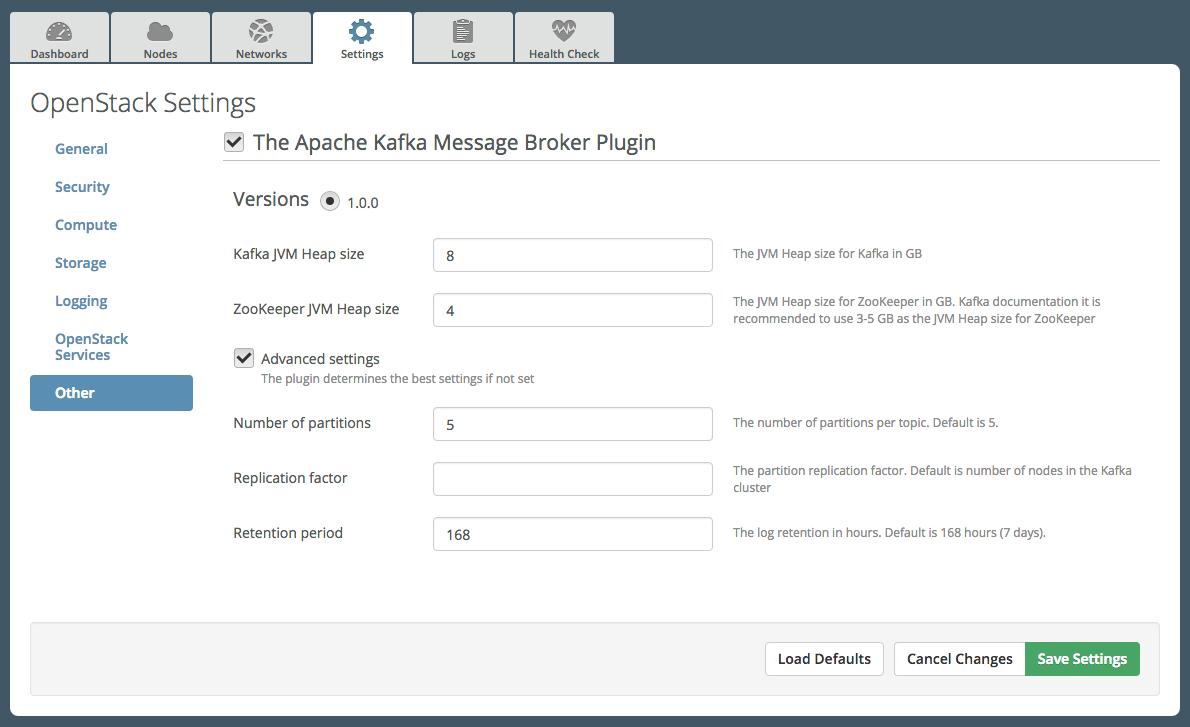 Dashboard
Nodes
Networks
Settings
Logs
Health Check
OpenStack Settings
General
Security
Compute
Storage
Logging
OpenStack
Services
Other
The Apache Kafka Message Broker Plugin
Versions 1.0.0
Kafka JVM Heap size 8 The JVM Heap size for Kafka in GB
ZooKeeper JVM Heap size 4 The JVM Heap size for ZooKeeper in GB. Kafka documentation it is
recommended to use 3-5 GB as the JVM Heap size for ZooKeeper
Advanced settings
The plugin determines the best settings if not set
Number of partitions 5 The number of partitions per topic. Default is 5.
Replication factor The partition replication factor. Default is number of nodes in the Kafka
cluster
Retention period 168 The log retention in hours. Default is 168 hours (7 days).
Load Defaults Cancel Changes Save Settings